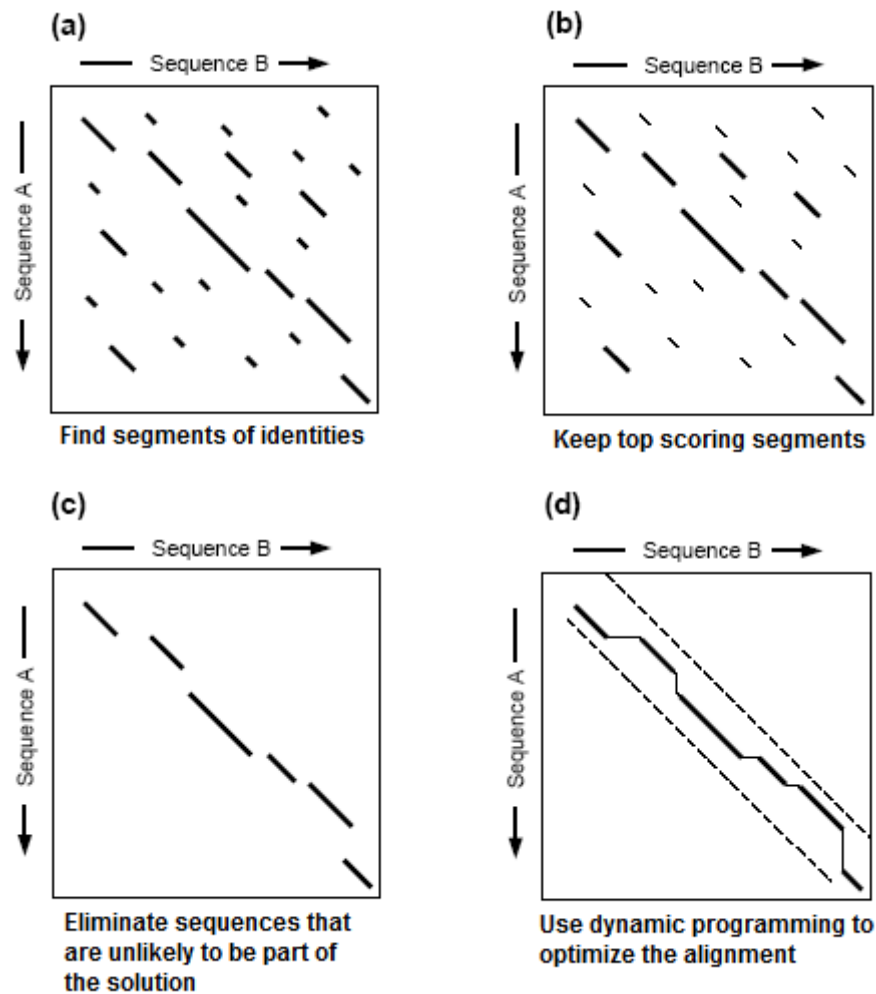 (a)
Sequence B
Sequence A
Find segments of identities
(b)
Sequence B
Sequence A
Keep top scoring segments
(c)
Sequence B
Sequence A
Eliminate sequences that
are unlikely to be part of
the solution
(d)
Sequence B
Sequence A
Use dynamic programming to
optimize the alignment